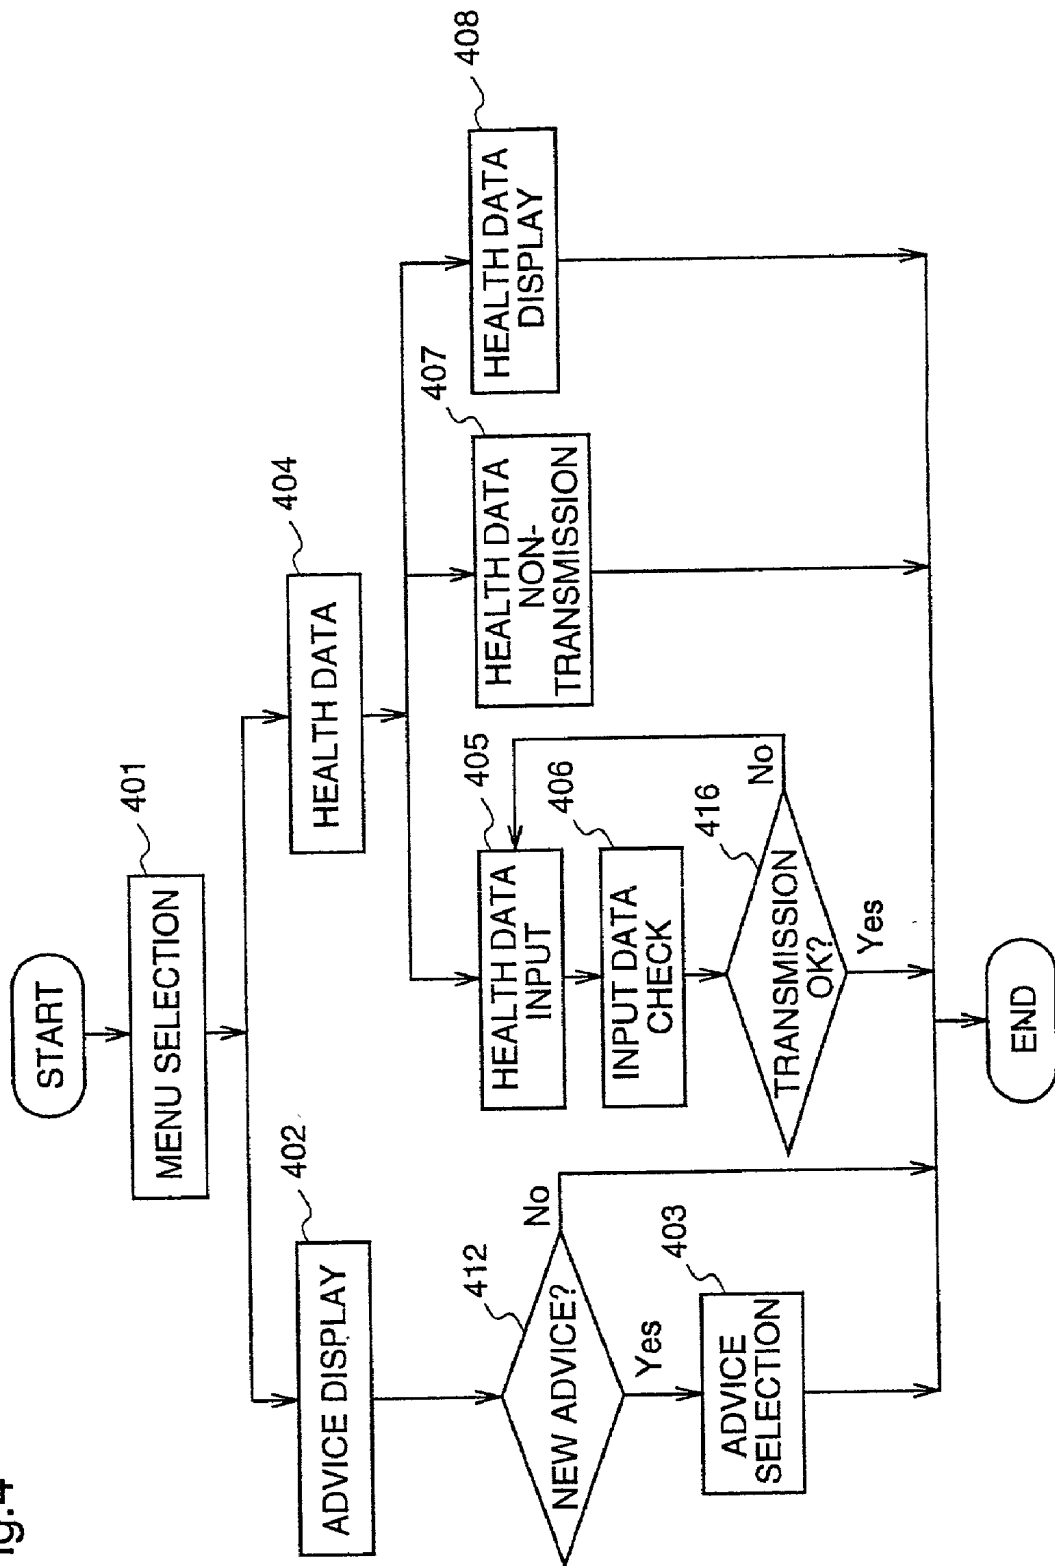 START
401
MENU SELECTION
402
ADVICE DISPLAY
404
HEALTH DATA
412
NEW ADVICE?
No
Yes
403
ADVICE
SELECTION
405
HEALTH DATA
INPUT
406
INPUT DATA
CHECK
416
TRANSMISSION
OK?
No
Yes
407
HEALTH DATA
NON-
TRANSMISSION
408
HEALTH DATA
DISPLAY
END